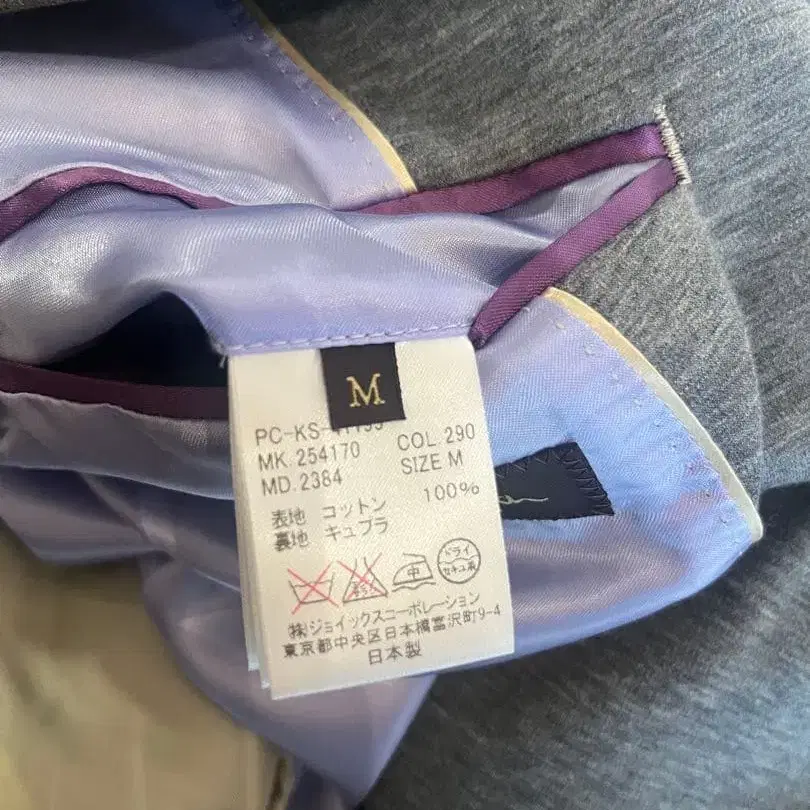 M
MK.254170 COL.290
MD.2384 SIZE M
100%
表地 コットン
裏地 キュプラ
中
ドライ
セキユ系
㈱ジョイックスニーポレーション
東京都中央区日本橋富沢町9-4
日本製